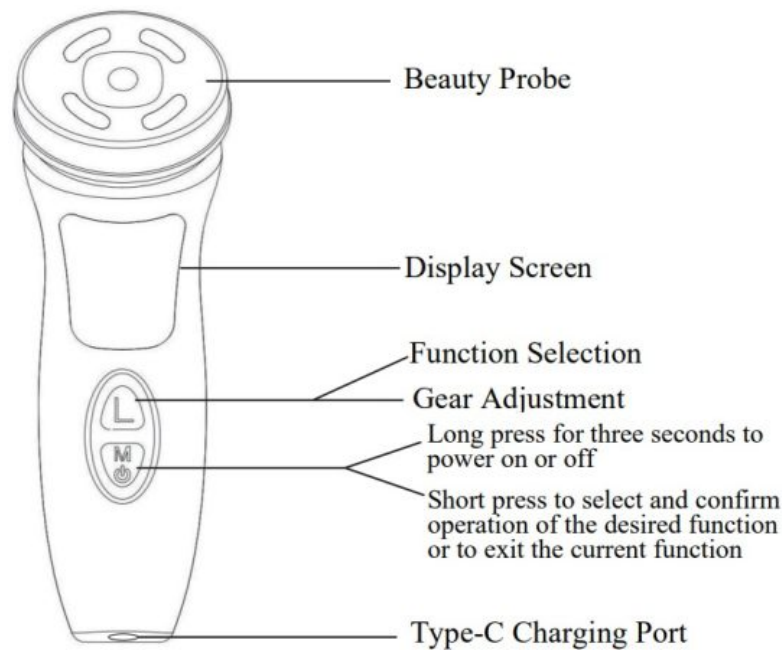 Beauty Probe
Display Screen
Function Selection
L
Gear Adjustment
Long press for three seconds to
power on or off
M
Short press to select and confirm
operation of the desired function
or to exit the current function
Type-C Charging Port